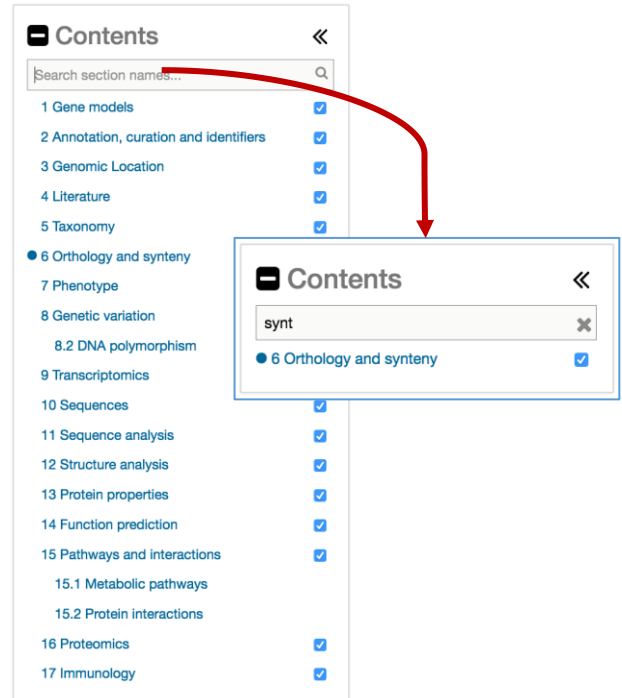 Contents
Search section names...
1 Gene models
2 Annotation, curation and identifiers
3 Genomic Location
4 Literature
5 Taxonomy
6 Orthology and synteny
7 Phenotype
8 Genetic variation
8.2 DNA polymorphism
9 Transcriptomics
10 Sequences
11 Sequence analysis
12 Structure analysis
13 Protein properties
14 Function prediction
15 Pathways and interactions
15.1 Metabolic pathways
15.2 Protein interactions
16 Proteomics
17 Immunology
Contents
synt
6 Orthology and synteny